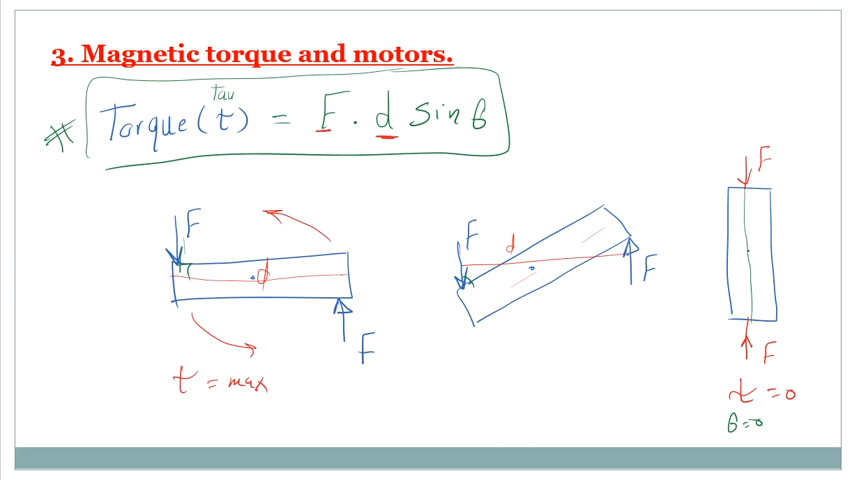 3. Magnetic torque and motors.
tau
* Torque(τ) = F . d sin θ
F
d
F
τ = max
F
d
F
F
F
τ = 0
θ = 0